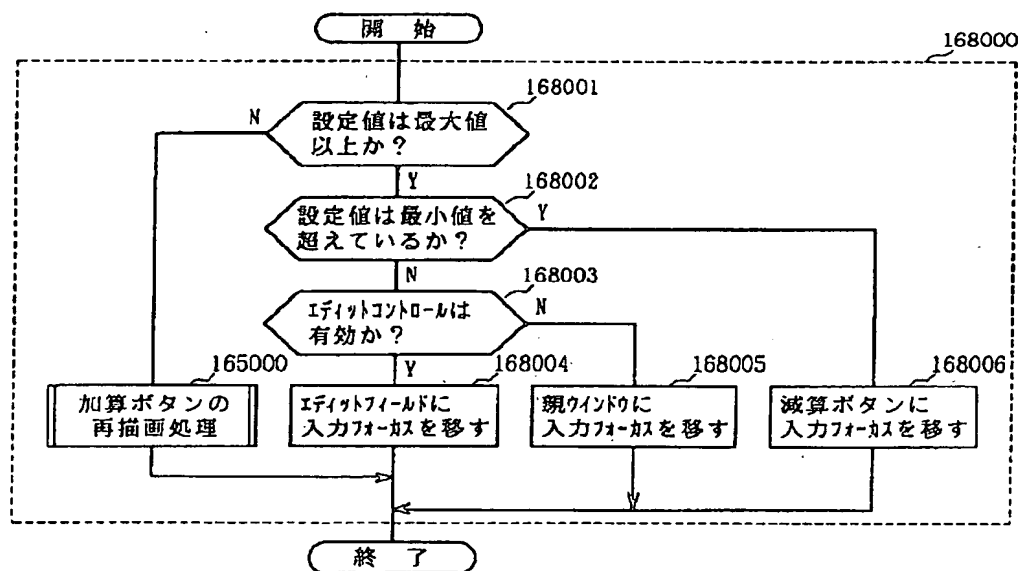 開始
168000
168001
N
設定値は最大値
以上か？
Y
168002
設定値は最小値を
超えているか？
Y
N
168003
エディットコントロールは
有効か？
N
Y
165000
加算ボタンの
再描画処理
168004
エディットフィールドに
入力フォーカスを移す
168005
親ウインドウに
入力フォーカスを移す
168006
減算ボタンに
入力フォーカスを移す
終了